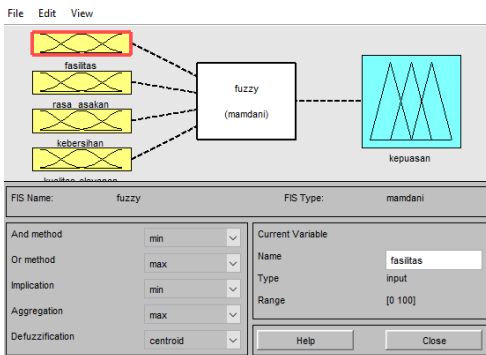 File Edit View
fasilitas
rasa_asakan
kebersihan
fuzzy
(mamdani)
kepuasan
FIS Name: fuzzy FIS Type: mamdani
And method min
Or method max
Implication min
Aggregation max
Defuzzification centroid
Current Variable
Name fasilitas
Type input
Range [0 100]
Help Close